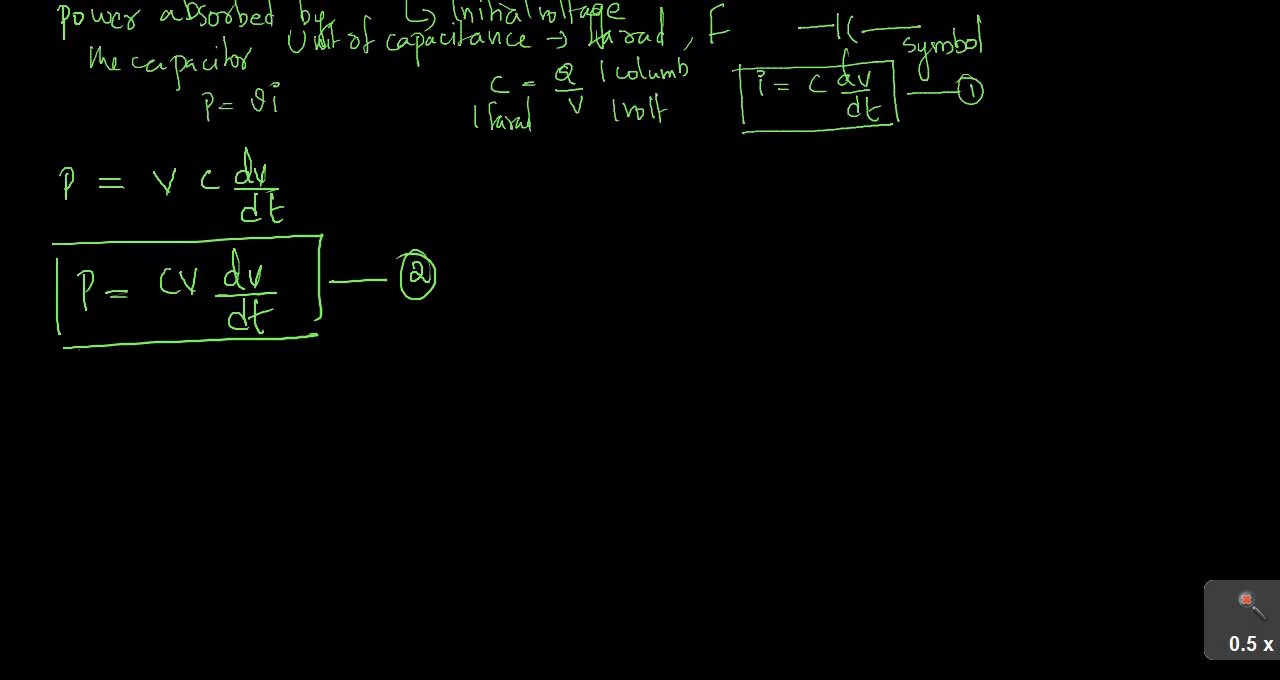 Power absorbed by
the capacitor
↳ Initial voltage
Unit of capacitance → Farad, F
symbol
P = vi
C = Q/V
1 Farad
1 columb
1 volt
i = C dv/dt — ①
P = V C dv/dt
P = CV dv/dt — ②
0.5 x